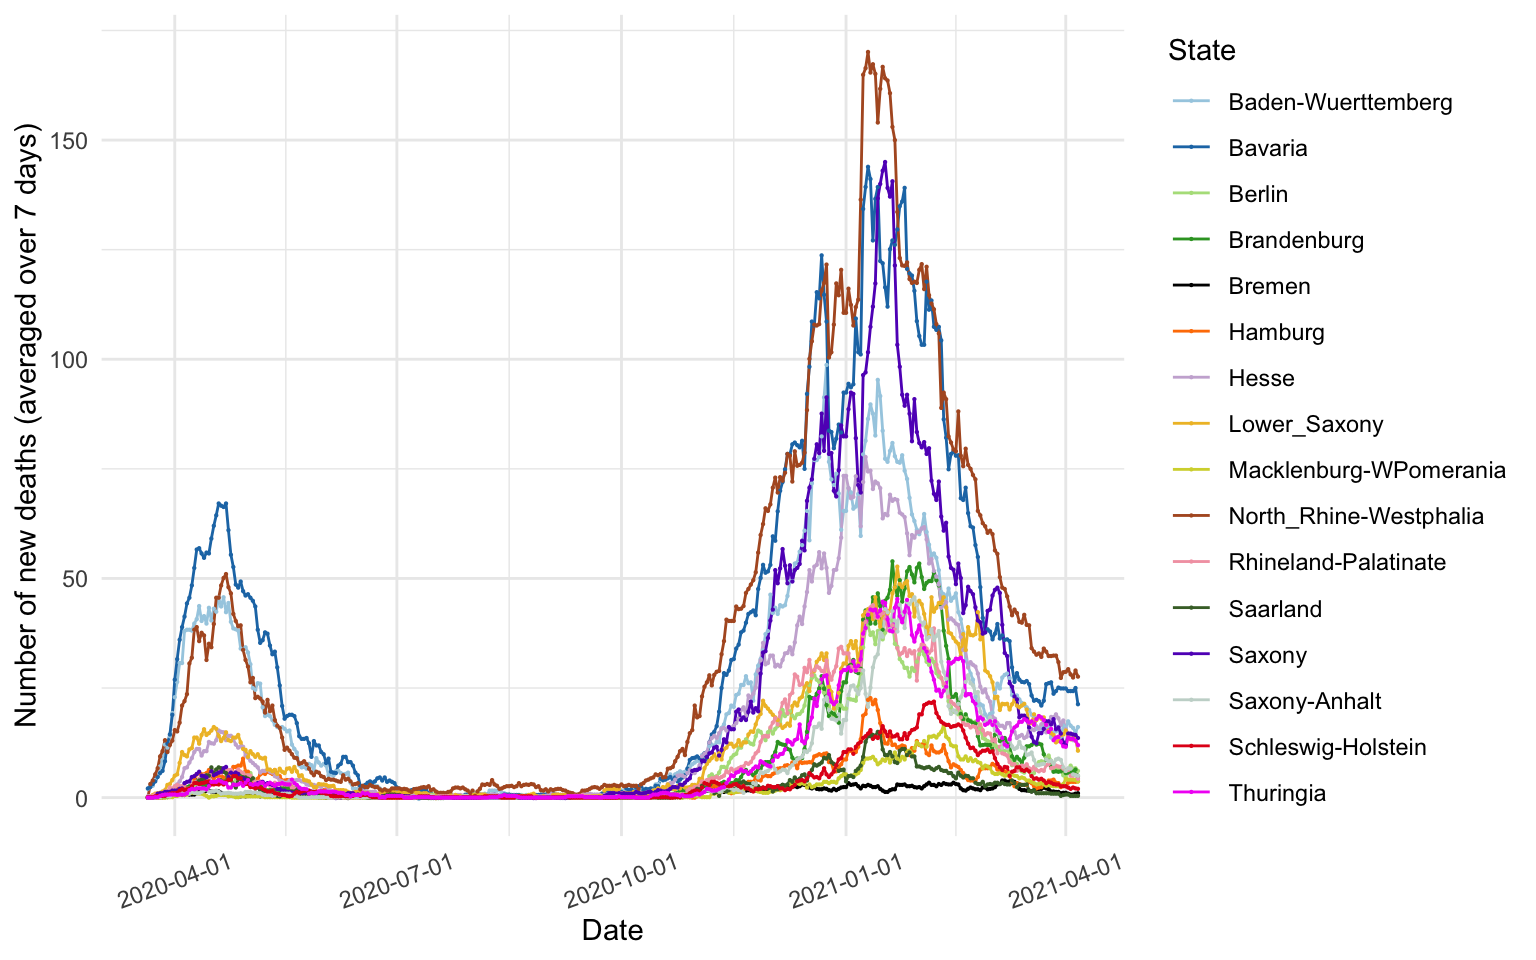 Number of new deaths (averaged over 7 days)
150
100
50
0
2020-04-01
2020-07-01
2020-10-01
2021-01-01
2021-04-01
Date
State
Baden-Wuerttemberg
Bavaria
Berlin
Brandenburg
Bremen
Hamburg
Hesse
Lower_Saxony
Macklenburg-WPomerania
North_Rhine-Westphalia
Rhineland-Palatinate
Saarland
Saxony
Saxony-Anhalt
Schleswig-Holstein
Thuringia